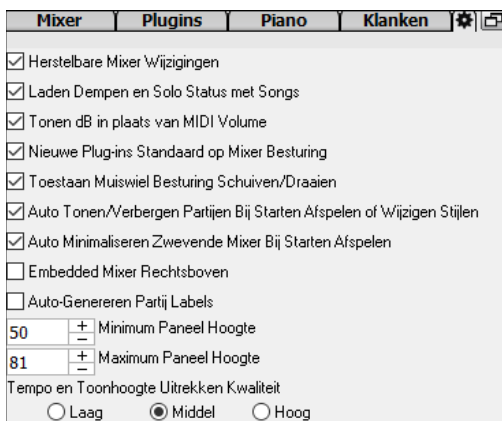 Mixer Plugins Piano Klanken
Herstelbare Mixer Wijzigingen
Laden Dempen en Solo Status met Songs
Tonen dB in plaats van MIDI Volume
Nieuwe Plug-ins Standaard op Mixer Besturing
Toestaan Muiswiel Besturing Schuiven/Draaien
Auto Tonen/Verbergen Partijen Bij Starten Afspelen of Wijzigen Stijlen
Auto Minimaliseren Zwevende Mixer Bij Starten Afspelen
Embedded Mixer Rechtsboven
Auto-Genereren Partij Labels
50 Minimum Paneel Hoogte
81 Maximum Paneel Hoogte
Tempo en Toonhoogte Uitrekken Kwaliteit
Laag Middel Hoog